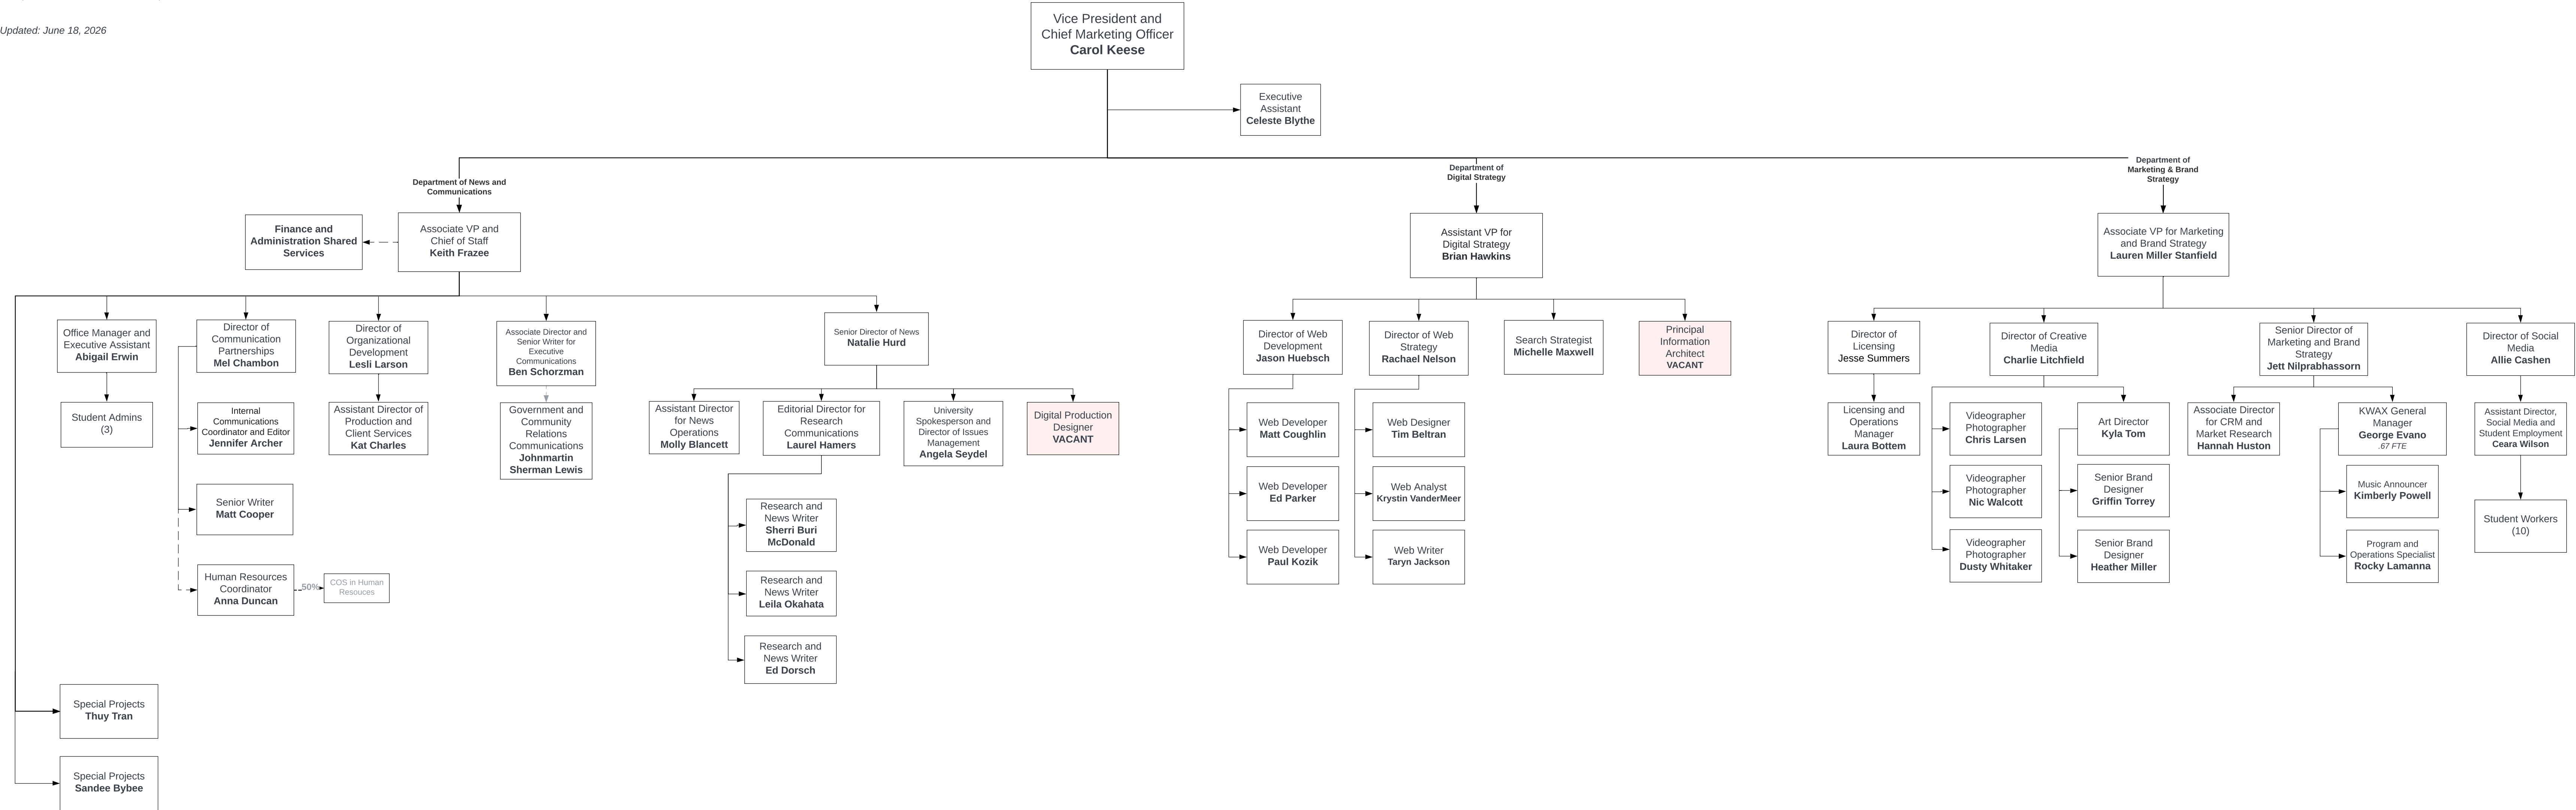 Updated: June 18, 2026
Vice President and
Chief Marketing Officer
Carol Keese
Executive
Assistant
Celeste Blythe
Department of News and
Communications
Department of
Digital Strategy
Department of
Marketing & Brand
Strategy
Finance and
Administration Shared
Services
Associate VP and
Chief of Staff
Keith Frazee
Assistant VP for
Digital Strategy
Brian Hawkins
Associate VP for Marketing
and Brand Strategy
Lauren Miller Stanfield
Office Manager and
Executive Assistant
Abigail Erwin
Director of
Communication
Partnerships
Mel Chambon
Director of
Organizational
Development
Lesli Larson
Associate Director and
Senior Writer for
Executive
Communications
Ben Schorzman
Senior Director of News
Natalie Hurd
Director of Web
Development
Jason Huebsch
Director of Web
Strategy
Rachael Nelson
Search Strategist
Michelle Maxwell
Principal
Information
Architect
VACANT
Director of
Licensing
Jesse Summers
Director of Creative
Media
Charlie Litchfield
Senior Director of
Marketing and Brand
Strategy
Jett Nilprabhassorn
Director of Social
Media
Allie Cashen
Student Admins
(3)
Internal
Communications
Coordinator and Editor
Jennifer Archer
Assistant Director of
Production and
Client Services
Kat Charles
Government and
Community
Relations
Communications
Johnmartin
Sherman Lewis
Assistant Director
for News
Operations
Molly Blancett
Editorial Director for
Research
Communications
Laurel Hamers
University
Spokesperson and
Director of Issues
Management
Angela Seydel
Digital Production
Designer
VACANT
Web Developer
Matt Coughlin
Web Designer
Tim Beltran
Licensing and
Operations
Manager
Laura Bottem
Videographer
Photographer
Chris Larsen
Art Director
Kyla Tom
Associate Director
for CRM and
Market Research
Hannah Huston
KWAX General
Manager
George Evano
.67 FTE
Assistant Director,
Social Media and
Student Employment
Ceara Wilson
Senior Writer
Matt Cooper
Research and
News Writer
Sherri Buri
McDonald
Web Developer
Ed Parker
Web Analyst
Krystin VanderMeer
Videographer
Photographer
Nic Walcott
Senior Brand
Designer
Griffin Torrey
Music Announcer
Kimberly Powell
Student Workers
(10)
Human Resources
Coordinator
Anna Duncan
50%
COS in Human
Resouces
Research and
News Writer
Leila Okahata
Web Developer
Paul Kozik
Web Writer
Taryn Jackson
Videographer
Photographer
Dusty Whitaker
Senior Brand
Designer
Heather Miller
Program and
Operations Specialist
Rocky Lamanna
Research and
News Writer
Ed Dorsch
Special Projects
Thuy Tran
Special Projects
Sandee Bybee